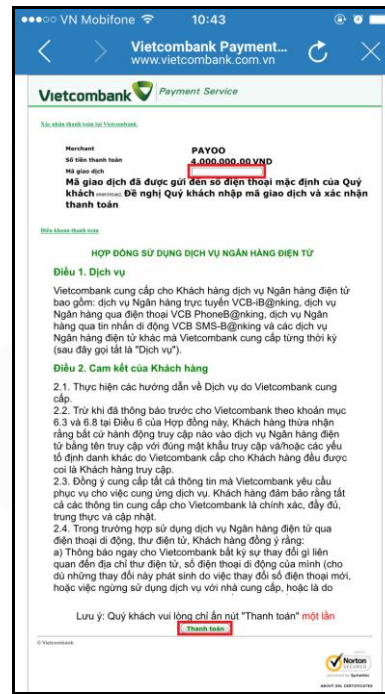 VN Mobifone 10:43
Vietcombank Payment...
www.vietcombank.com.vn
Vietcombank Payment Service
Xác nhận thanh toán tại Vietcombank
Merchant PAYOO
Số tiền thanh toán 4.000.000.00 VND
Mã giao dịch
Mã giao dịch đã được gửi đến số điện thoại mặc định của Quý
khách Đề nghị Quý khách nhập mã giao dịch và xác nhận
thanh toán
Điều khoản thanh toán
HỢP ĐỒNG SỬ DỤNG DỊCH VỤ NGÂN HÀNG ĐIỆN TỬ
Điều 1. Dịch vụ
Vietcombank cung cấp cho Khách hàng dịch vụ Ngân hàng điện tử
bao gồm: dịch vụ Ngân hàng trực tuyến VCB-iB@nking, dịch vụ
Ngân hàng qua điện thoại VCB PhoneB@nking, dịch vụ Ngân
hàng qua tin nhắn di động VCB SMS-B@nking và các dịch vụ
Ngân hàng điện tử khác mà Vietcombank cung cấp từng thời kỳ
(sau đây gọi tắt là "Dịch vụ").
Điều 2. Cam kết của Khách hàng
2.1. Thực hiện các hướng dẫn về Dịch vụ do Vietcombank cung
cấp.
2.2. Trừ khi đã thông báo trước cho Vietcombank theo khoản mục
6.3 và 6.8 tại Điều 6 của Hợp đồng này, Khách hàng thừa nhận
rằng bất cứ hành động truy cập nào vào dịch vụ Ngân hàng điện
tử bằng tên truy cập với đúng mật khẩu truy cập và/hoặc các yếu
tố định danh khác do Vietcombank cấp cho Khách hàng đều được
coi là Khách hàng truy cập.
2.3. Đồng ý cung cấp tất cả thông tin mà Vietcombank yêu cầu
phục vụ cho việc cung ứng dịch vụ. Khách hàng đảm bảo rằng tất
cả các thông tin cung cấp cho Vietcombank là chính xác, đầy đủ,
trung thực và cập nhật.
2.4. Trong trường hợp sử dụng dịch vụ Ngân hàng điện tử qua
điện thoại di động, thư điện tử, Khách hàng đồng ý rằng:
a) Thông báo ngay cho Vietcombank bất kỳ sự thay đổi gì liên
quan đến địa chỉ thư điện tử, số điện thoại di động của mình (cho
dù những thay đổi này phát sinh do việc thay đổi số điện thoại mới,
hoặc việc ngừng sử dụng dịch vụ với nhà cung cấp, hoặc là do
Lưu ý: Quý khách vui lòng chỉ ấn nút "Thanh toán" một lần
Thanh toán
© Vietcombank
Norton
SECURED
powered by Symantec
ABOUT SSL CERTIFICATES